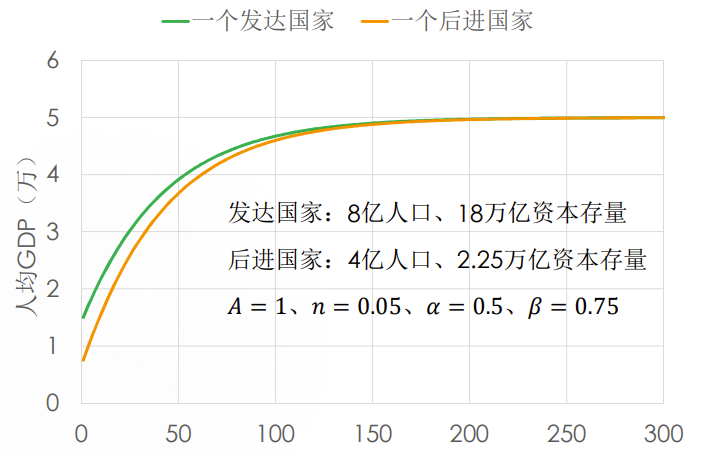 一个发达国家 一个后进国家
人均GDP（万）
6
5
4
3
2
1
0
发达国家：8亿人口、18万亿资本存量
后进国家：4亿人口、2.25万亿资本存量
A = 1、n = 0.05、α = 0.5、β = 0.75
0 50 100 150 200 250 300